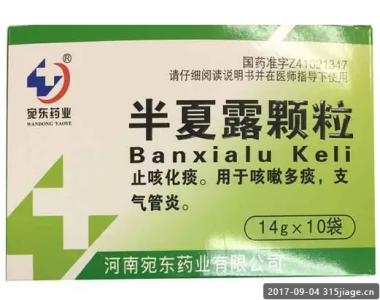 国药准字Z41021347
请仔细阅读说明书并在医师指导下使用
®
宛东药业
WANDONG YAOYE
半夏露颗粒
Banxialu Keli
止咳化痰。用于咳嗽多痰，支
气管炎。
14g×10袋
河南宛东药业有限公司
2017-09-04 315jiage.cn